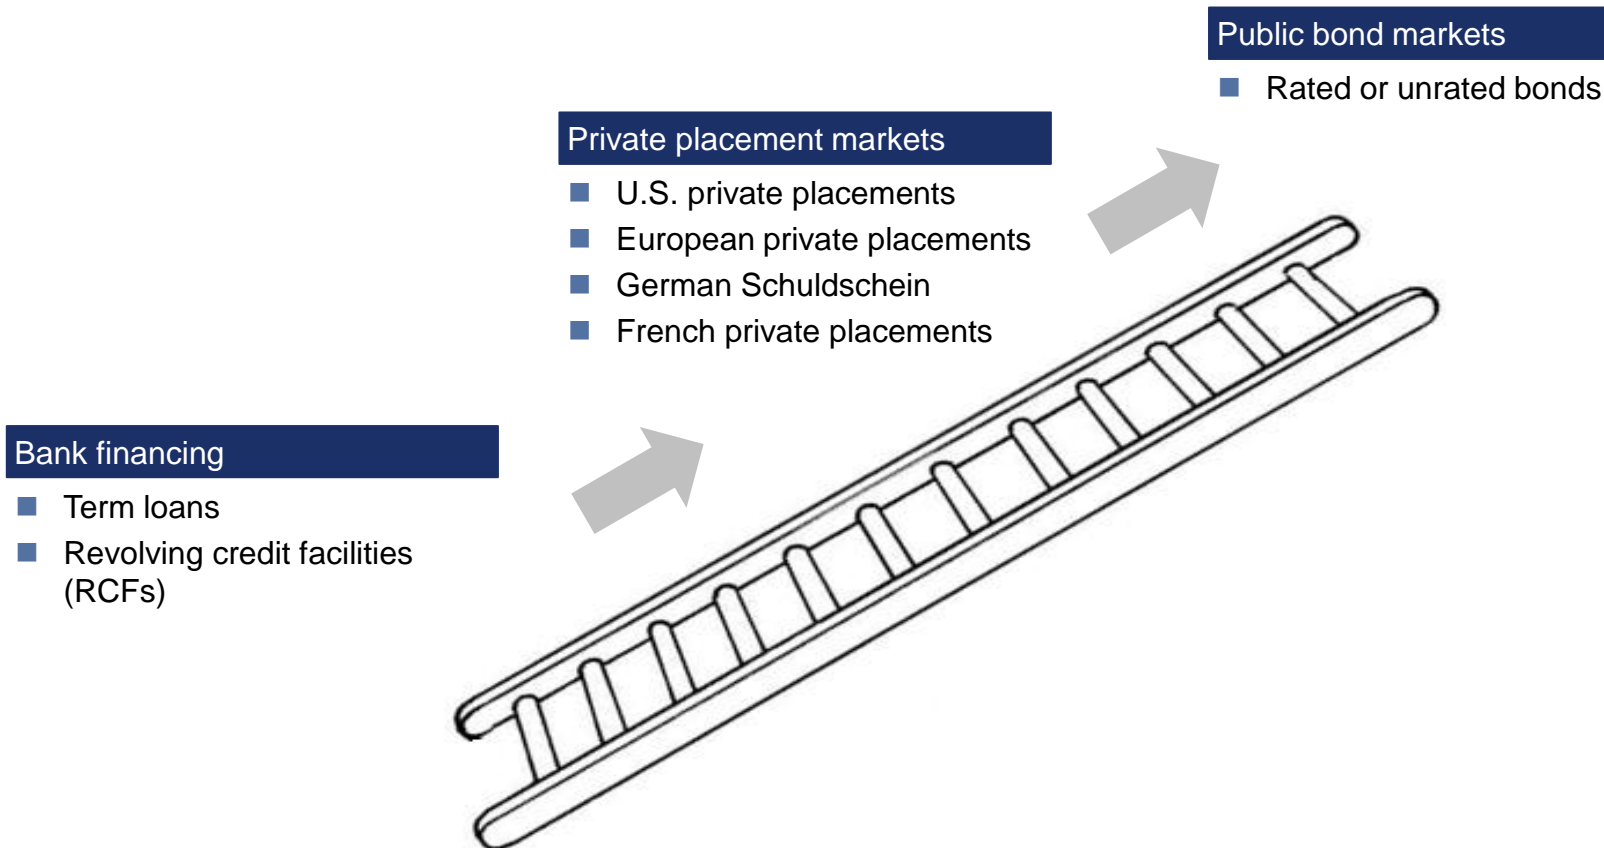 Public bond markets
Rated or unrated bonds
Private placement markets
U.S. private placements
European private placements
German Schuldschein
French private placements
Bank financing
Term loans
Revolving credit facilities
(RCFs)